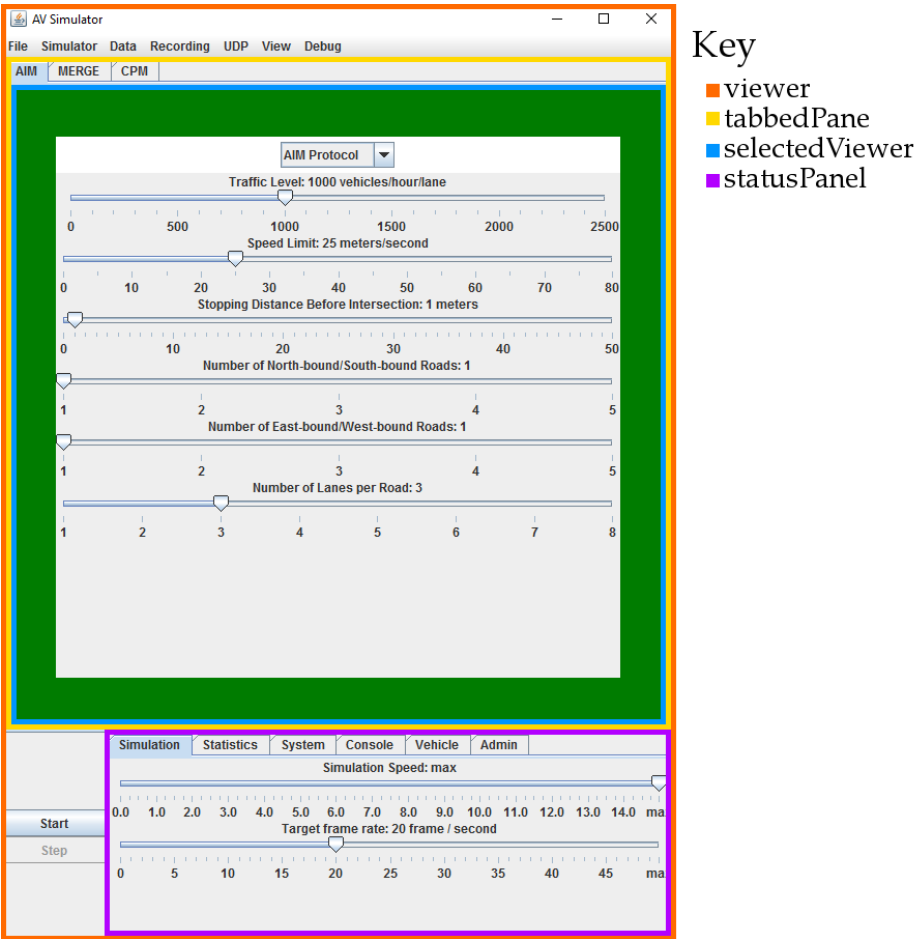 AV Simulator
File Simulator Data Recording UDP View Debug
AIM MERGE CPM
AIM Protocol
Traffic Level: 1000 vehicles/hour/lane
0 500 1000 1500 2000 2500
Speed Limit: 25 meters/second
0 10 20 30 40 50 60 70 80
Stopping Distance Before Intersection: 1 meters
0 10 20 30 40 50
Number of North-bound/South-bound Roads: 1
1 2 3 4 5
Number of East-bound/West-bound Roads: 1
1 2 3 4 5
Number of Lanes per Road: 3
1 2 3 4 5 6 7 8
Simulation Statistics System Console Vehicle Admin
Simulation Speed: max
0.0 1.0 2.0 3.0 4.0 5.0 6.0 7.0 8.0 9.0 10.0 11.0 12.0 13.0 14.0 ma
Start
Target frame rate: 20 frame / second
Step
0 5 10 15 20 25 30 35 40 45 ma
Key
viewer
tabbedPane
selectedViewer
statusPanel